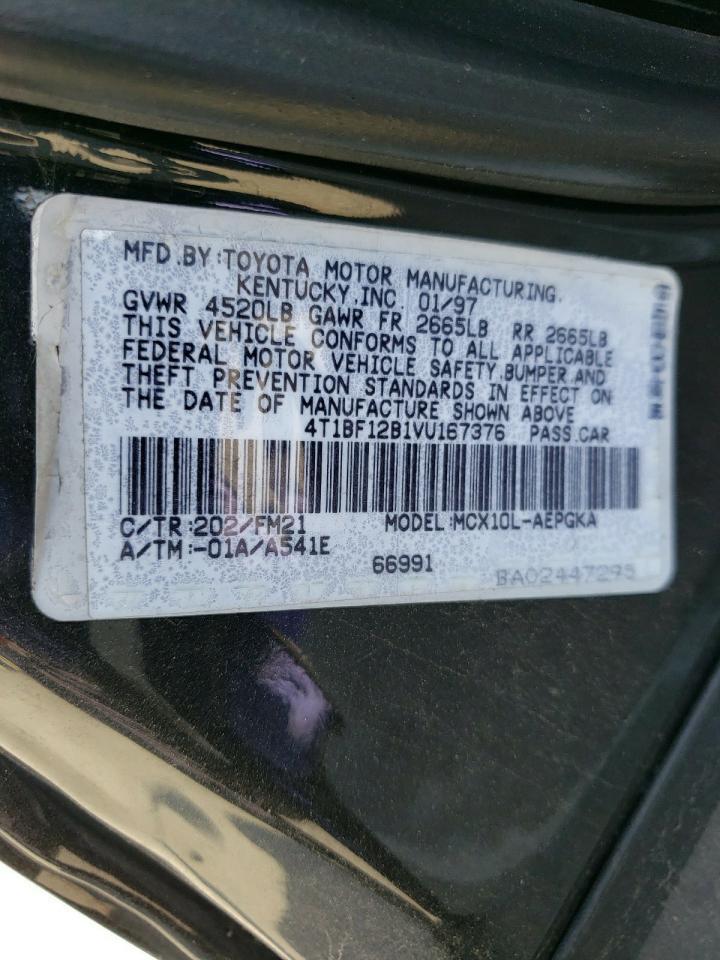 MFD.BY:TOYOTA MOTOR MANUFACTURING.
KENTUCKY.INC. 01/97
GVWR 4520LB GAWR FR 2665LB RR 2665LB
THIS VEHICLE CONFORMS TO ALL APPLICABLE
FEDERAL MOTOR VEHICLE SAFETY.BUMPER.AND
THEFT PREVENTION STANDARDS IN EFFECT ON
THE DATE OF MANUFACTURE SHOWN ABOVE
4T1BF12B1VU167376 PASS.CAR
C/TR:202/FM21 MODEL:MCX10L-AEPGKA
A/TM:-01A/A541E
66991
BA02447295